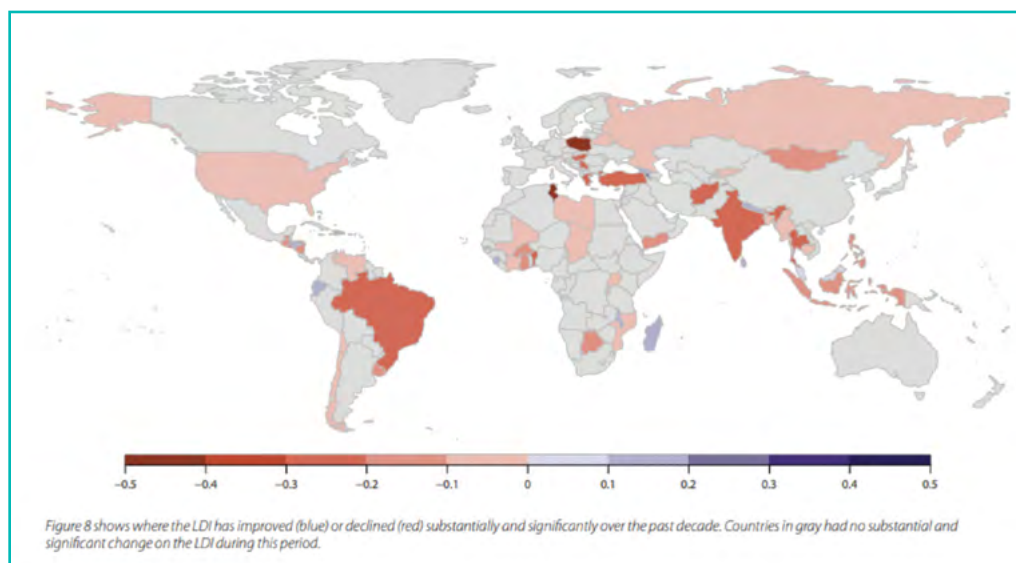 −0.5 −0.4 −0.3 −0.2 −0.1 0 0.1 0.2 0.3 0.4 0.5
Figure 8 shows where the LDI has improved (blue) or declined (red) substantially and significantly over the past decade. Countries in gray had no substantial and
significant change on the LDI during this period.